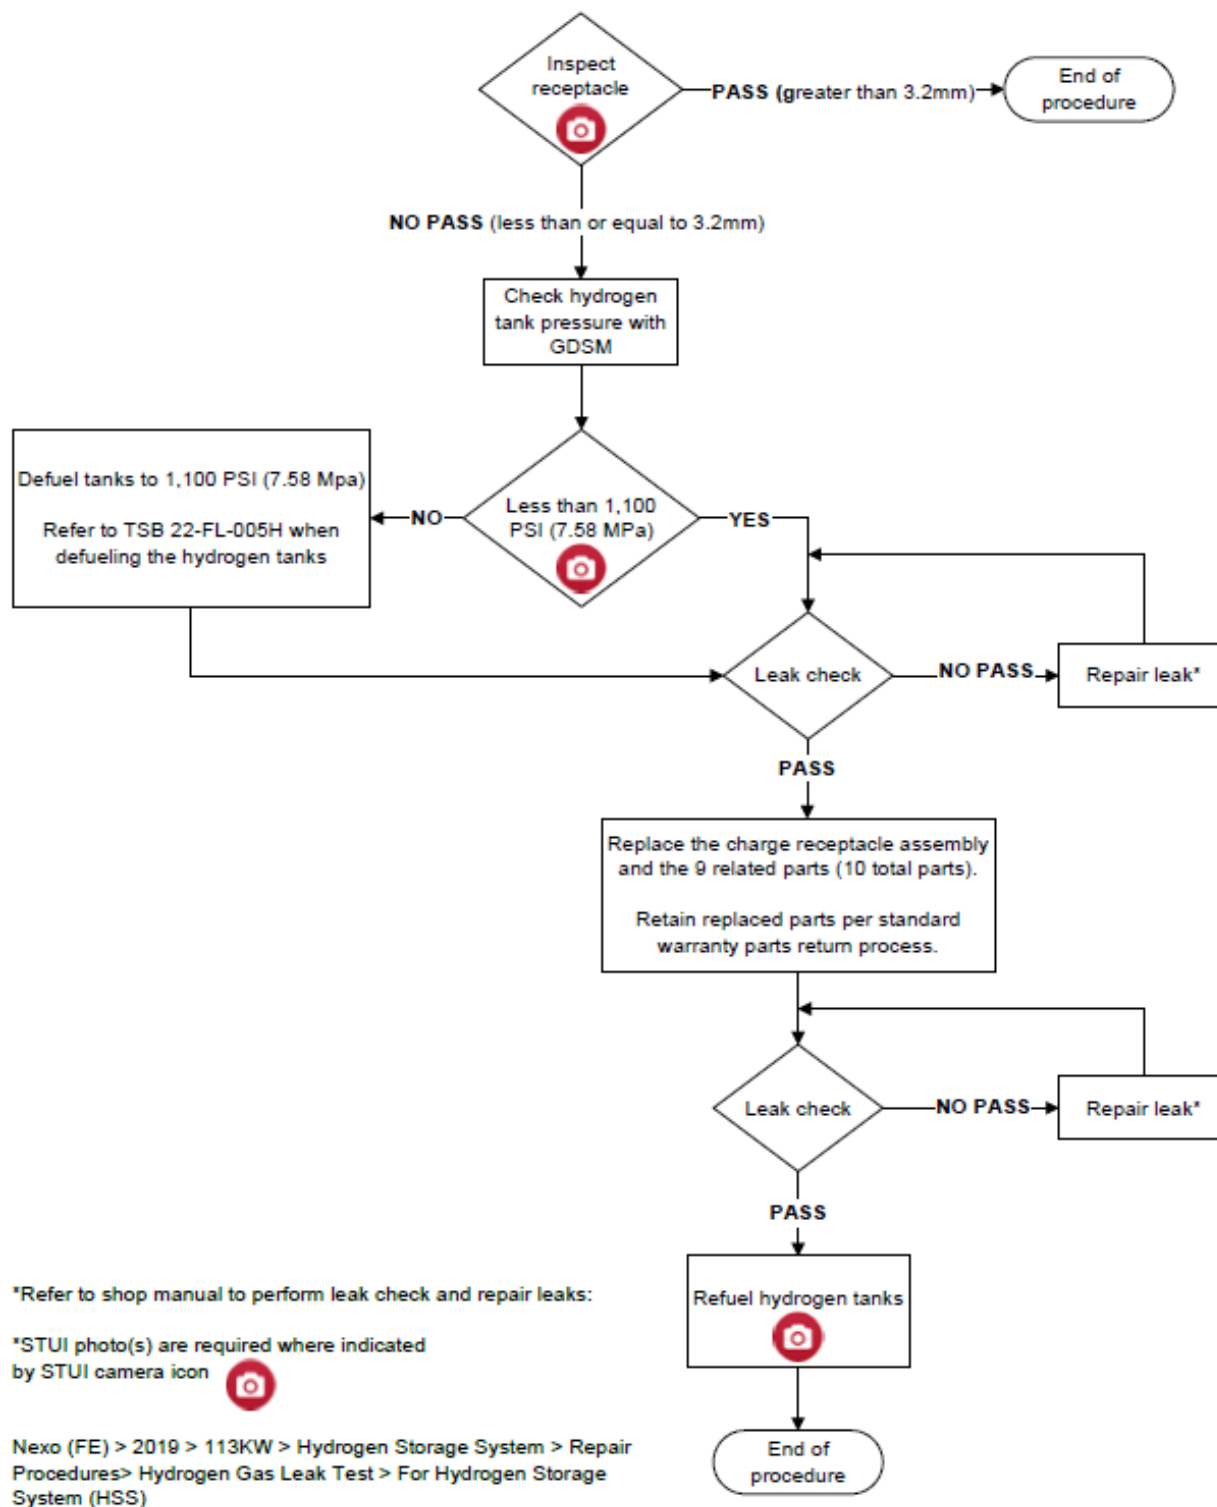 Inspect
receptacle
PASS (greater than 3.2mm)
End of
procedure
NO PASS (less than or equal to 3.2mm)
Check hydrogen
tank pressure with
GDSM
Defuel tanks to 1,100 PSI (7.58 Mpa)
Refer to TSB 22-FL-005H when
defueling the hydrogen tanks
NO
Less than 1,100
PSI (7.58 MPa)
YES
Leak check
NO PASS
Repair leak*
PASS
Replace the charge receptacle assembly
and the 9 related parts (10 total parts).
Retain replaced parts per standard
warranty parts return process.
Leak check
NO PASS
Repair leak*
PASS
Refuel hydrogen tanks
*Refer to shop manual to perform leak check and repair leaks:
*STUI photo(s) are required where indicated
by STUI camera icon
Nexo (FE) > 2019 > 113KW > Hydrogen Storage System > Repair
Procedures> Hydrogen Gas Leak Test > For Hydrogen Storage
System (HSS)
End of
procedure